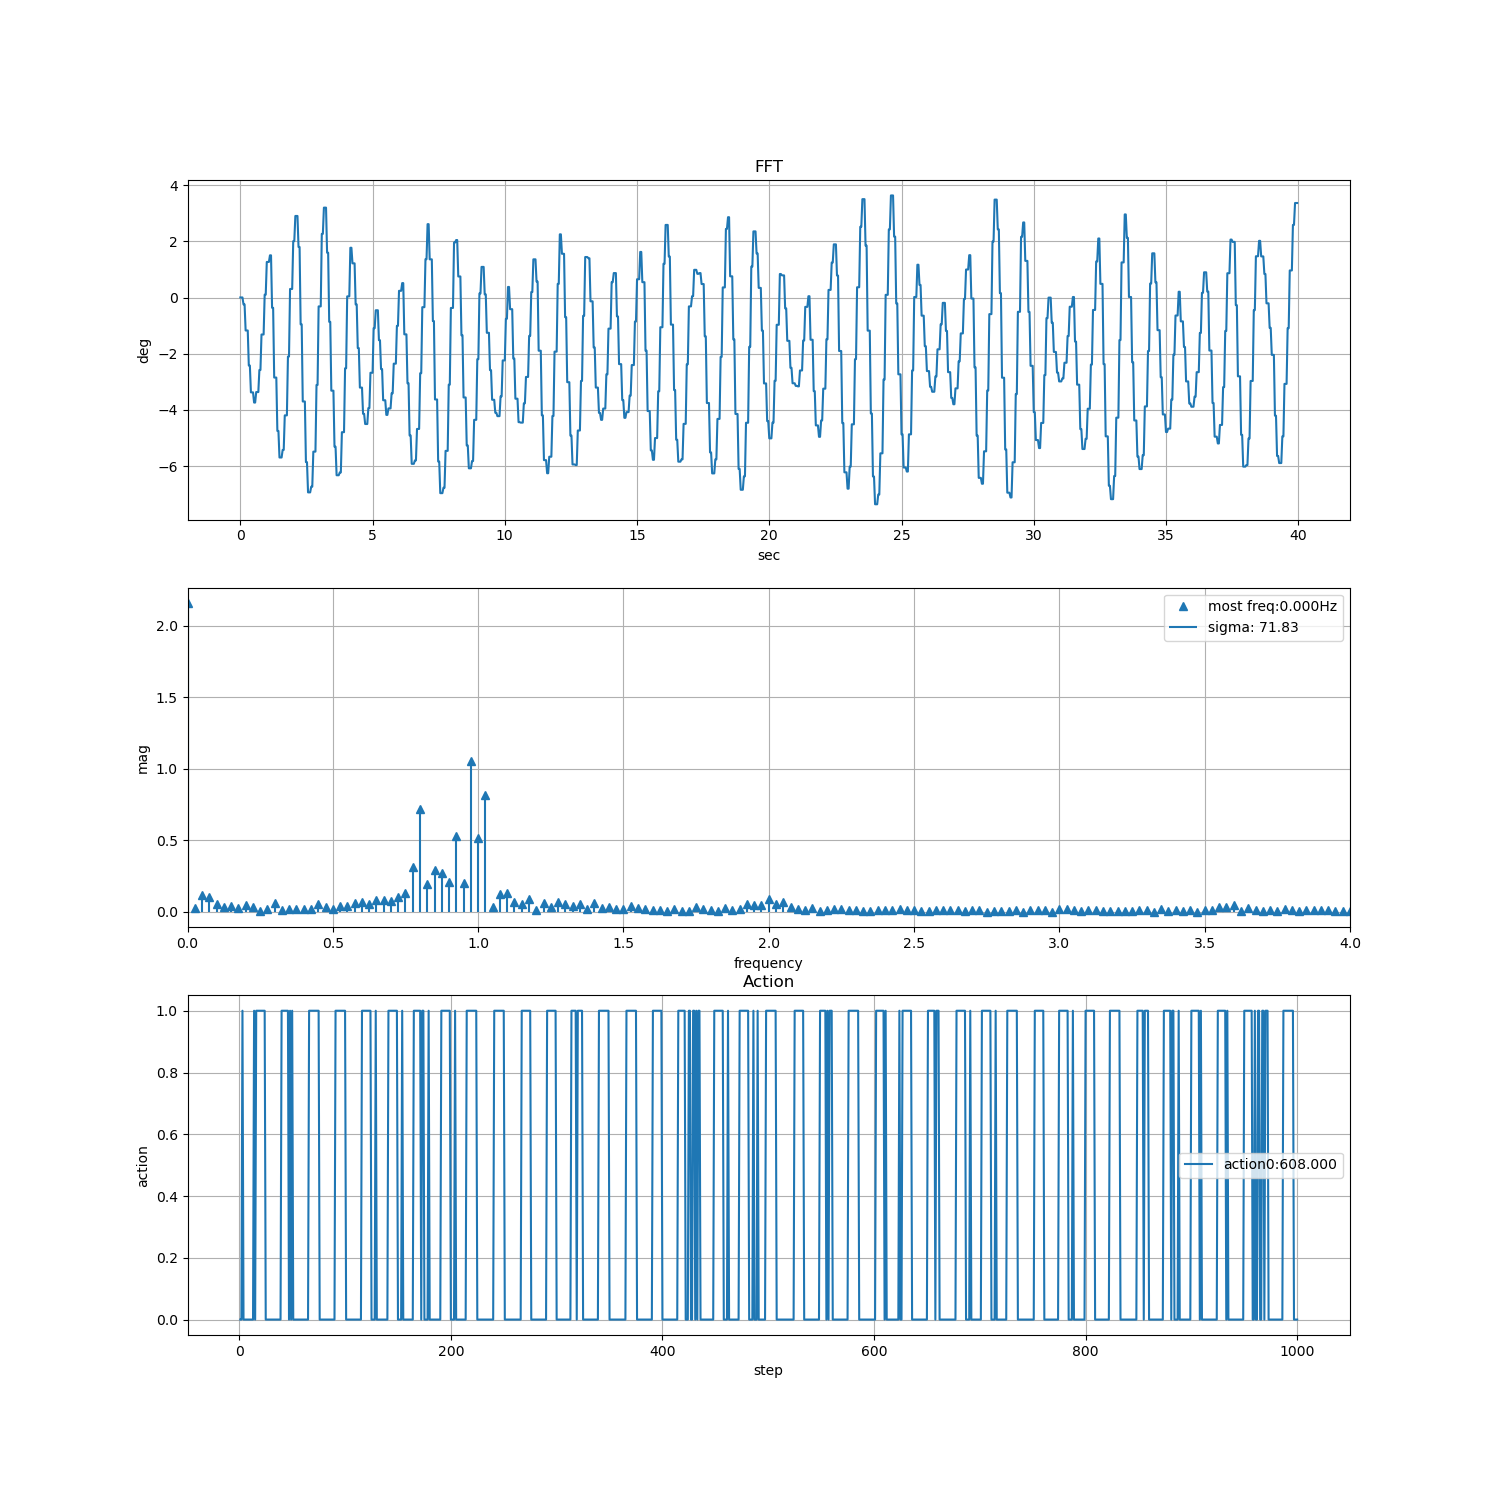 FFT
4
2
0
−2
−4
−6
deg
0 5 10 15 20 25 30 35 40
sec
most freq:0.000Hz
sigma: 71.83
2.0
1.5
1.0
0.5
0.0
mag
0.0 0.5 1.0 1.5 2.0 2.5 3.0 3.5 4.0
frequency
Action
1.0
0.8
0.6
0.4
0.2
0.0
action
action0:608.000
0 200 400 600 800 1000
step